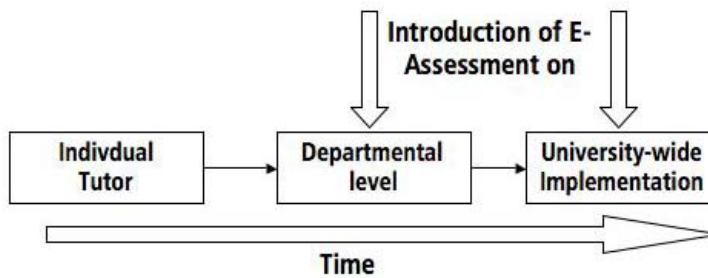 Introduction of E-
Assessment on
Indivdual
Tutor
Departmental
level
University-wide
Implementation
Time